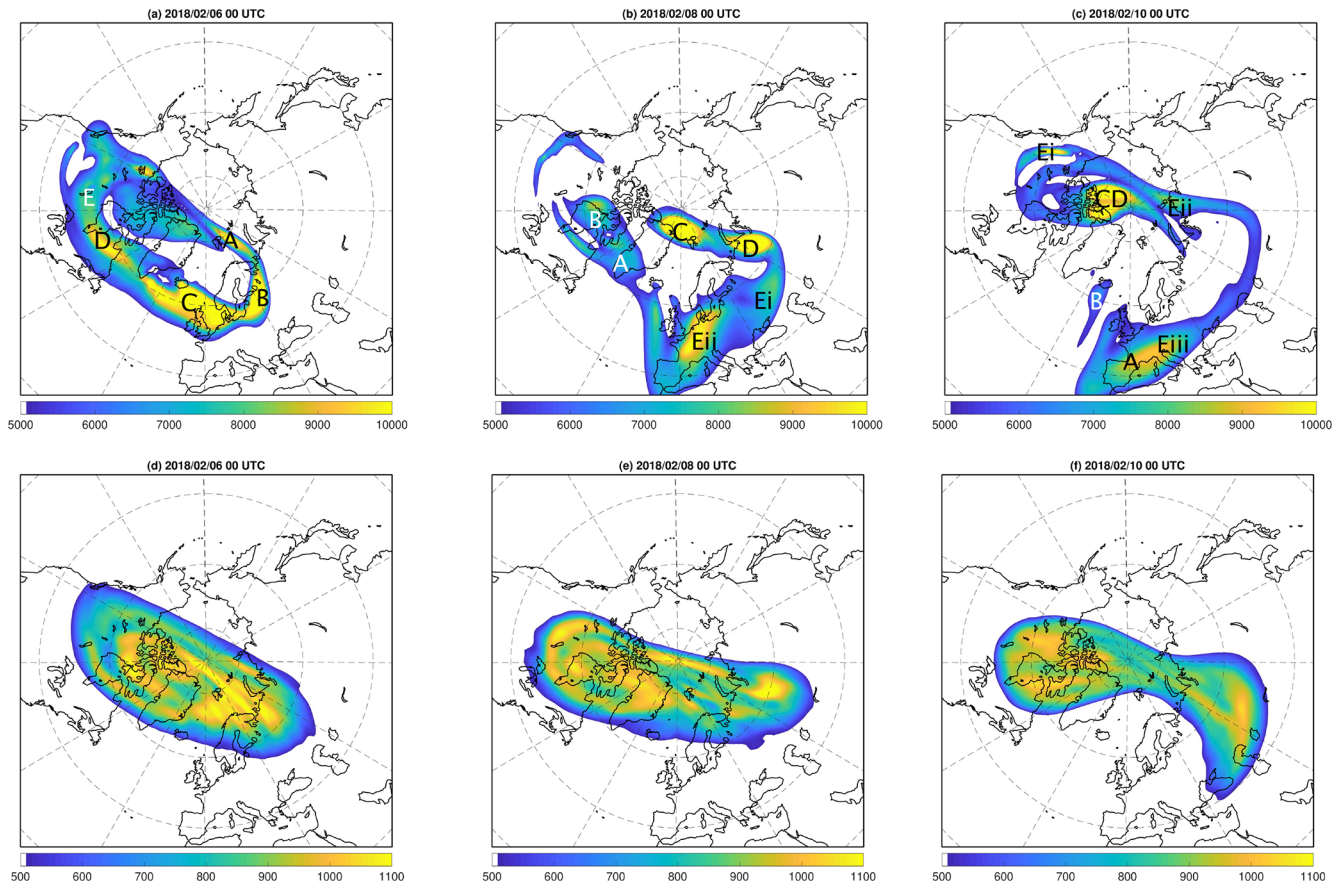 (a) 2018/02/06 00 UTC
(b) 2018/02/08 00 UTC
(c) 2018/02/10 00 UTC
E
D
A
C
B
B
A
C
D
Ei
Eii
Ei
CD
Eii
B
Eiii
A
5000 6000 7000 8000 9000 10000
5000 6000 7000 8000 9000 10000
5000 6000 7000 8000 9000 10000
(d) 2018/02/06 00 UTC
(e) 2018/02/08 00 UTC
(f) 2018/02/10 00 UTC
500 600 700 800 900 1000 1100
500 600 700 800 900 1000 1100
500 600 700 800 900 1000 1100